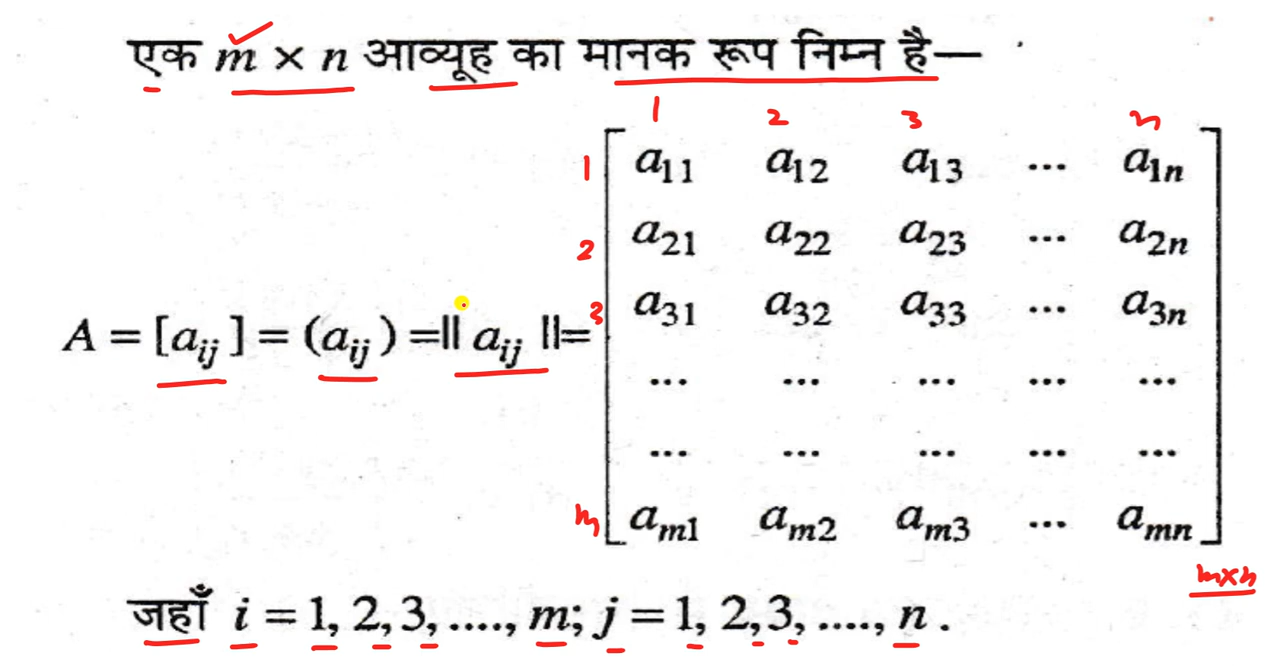 एक m × n आव्यूह का मानक रूप निम्न है—
1 2 3 n
1 a11 a12 a13 ... a1n
2 a21 a22 a23 ... a2n
3 a31 a32 a33 ... a3n
A = [aij] = (aij) =|| aij ||=
... ... ... ... ...
... ... ... ... ...
m am1 am2 am3 ... amn
m×n
जहाँ i = 1, 2, 3, ...., m; j = 1, 2, 3, ...., n .